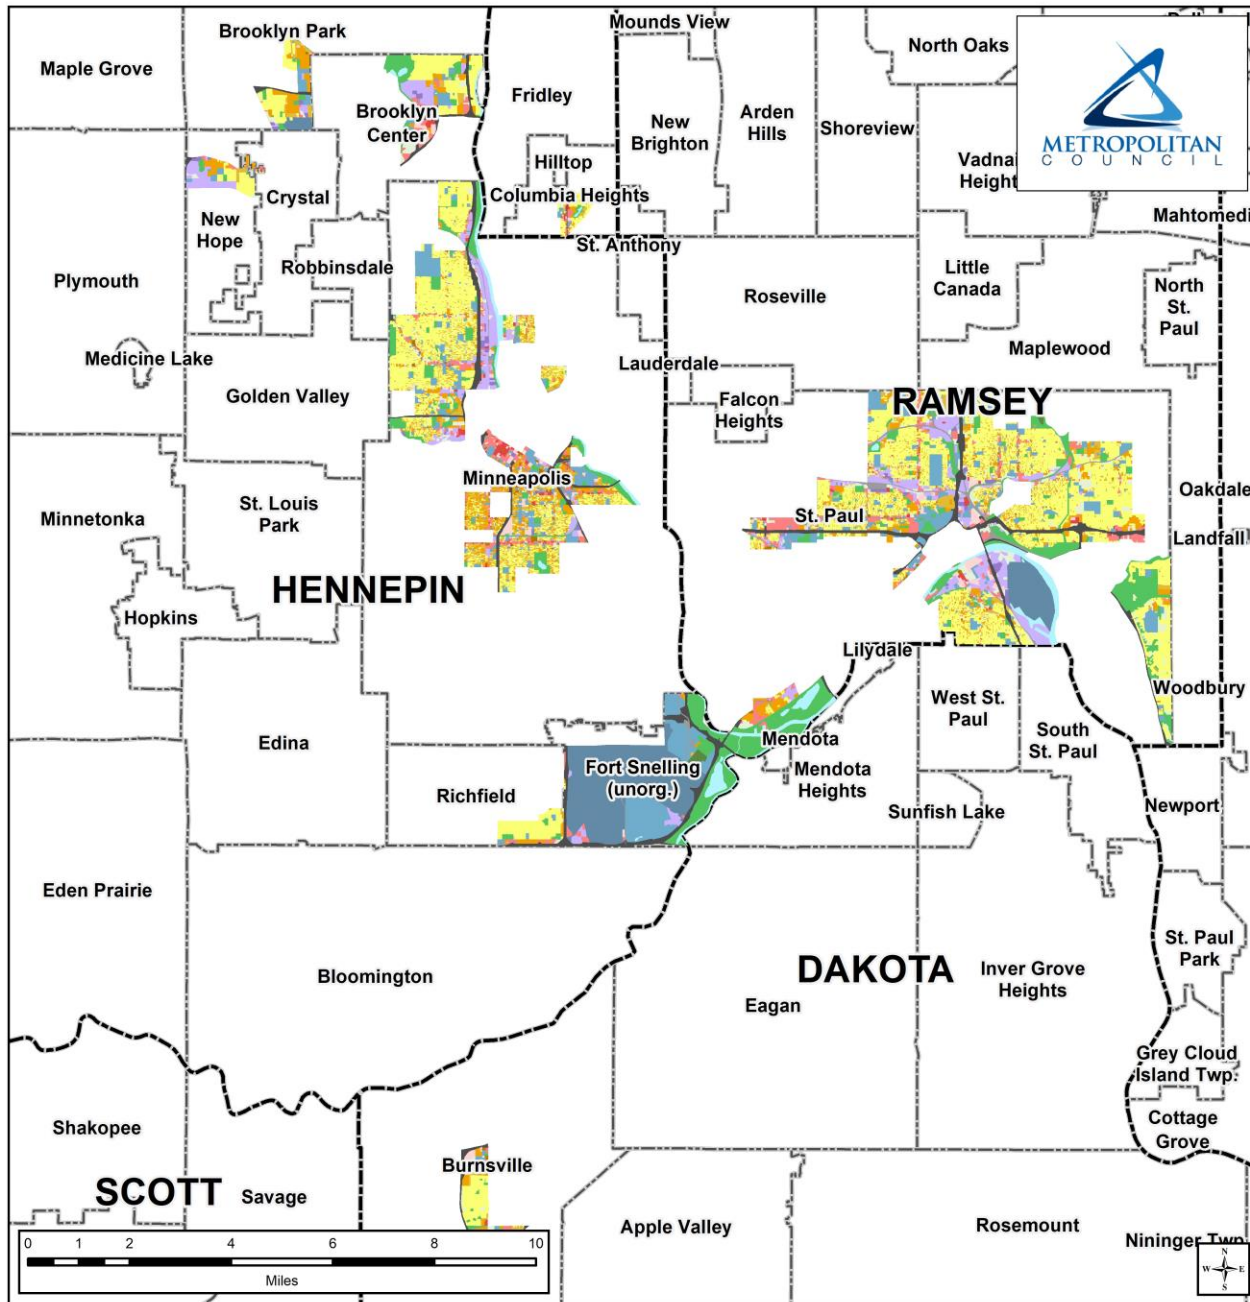 Brooklyn Park
Mounds View
North Oaks
Maple Grove
Fridley
Brooklyn
Center
New
Brighton
Arden
Hills
Shoreview
METROPOLITAN
COUNCIL
Hilltop
Crystal
Columbia Heights
Mahtomedi
New
Hope
St. Anthony
Robbinsdale
Plymouth
Little
Canada
North
St.
Paul
Roseville
Medicine Lake
Lauderdale
Maplewood
Golden Valley
Falcon
Heights
RAMSEY
Minneapolis
St. Louis
Park
Minnetonka
St. Paul
Oakdale
Landfall
HENNEPIN
Hopkins
Lilydale
West St.
Paul
Woodbury
Edina
Mendota
South
St. Paul
Fort Snelling
(unorg.)
Mendota
Heights
Richfield
Sunfish Lake
Newport
Eden Prairie
St. Paul
Park
Bloomington
DAKOTA
Inver Grove
Heights
Eagan
Grey Cloud
Island Twp.
Shakopee
Cottage
Grove
Burnsville
SCOTT
Savage
Apple Valley
Rosemount
Nininger Twp.
0 1 2 4 6 8 10
Miles
N
W E
S